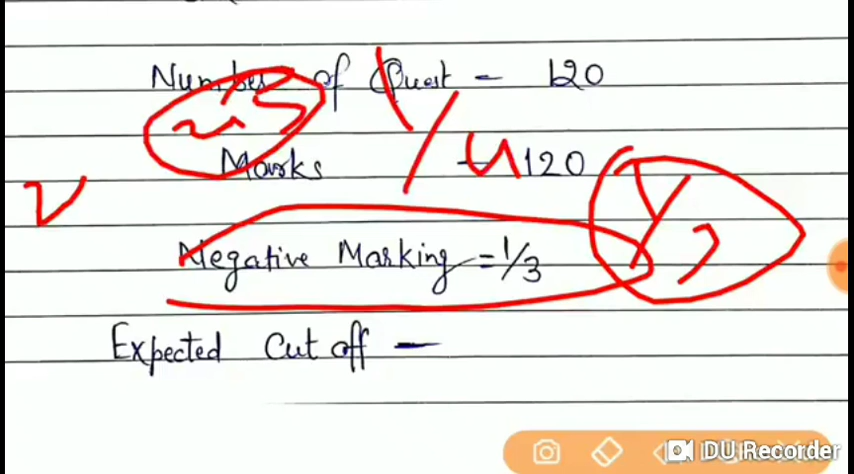 Number of Quest - 120
Marks - 120
Negative Marking = 1/3
Expected Cut off -
DU Recorder